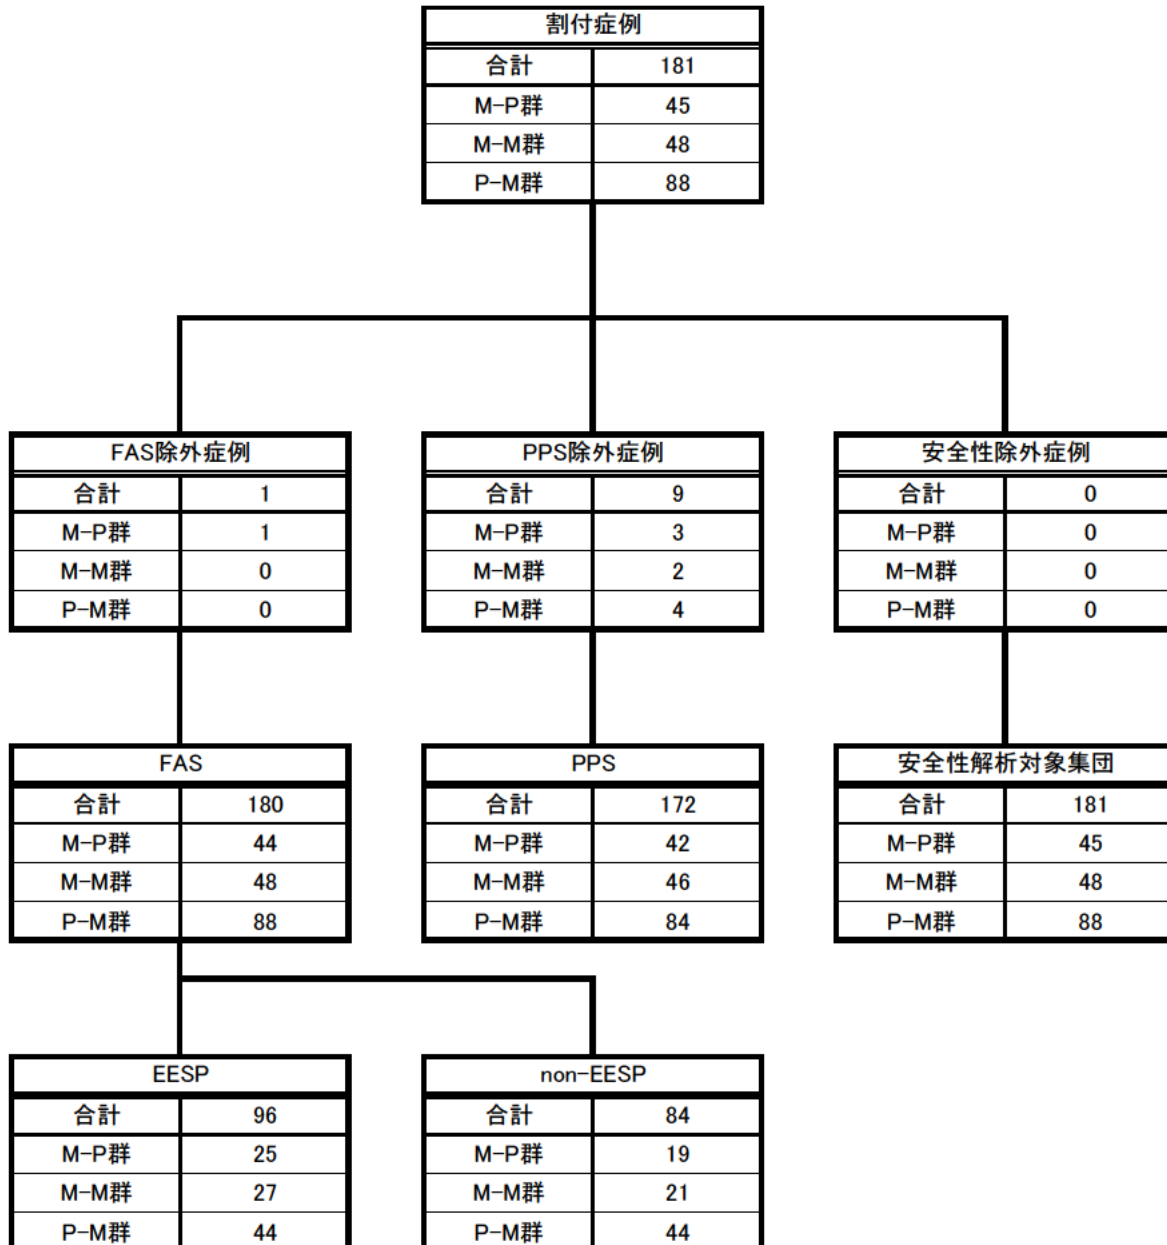 割付症例
合計 181
M-P群 45
M-M群 48
P-M群 88
FAS除外症例
合計 1
M-P群 1
M-M群 0
P-M群 0
PPS除外症例
合計 9
M-P群 3
M-M群 2
P-M群 4
安全性除外症例
合計 0
M-P群 0
M-M群 0
P-M群 0
FAS
合計 180
M-P群 44
M-M群 48
P-M群 88
PPS
合計 172
M-P群 42
M-M群 46
P-M群 84
安全性解析対象集団
合計 181
M-P群 45
M-M群 48
P-M群 88
EESP
合計 96
M-P群 25
M-M群 27
P-M群 44
non-EESP
合計 84
M-P群 19
M-M群 21
P-M群 44